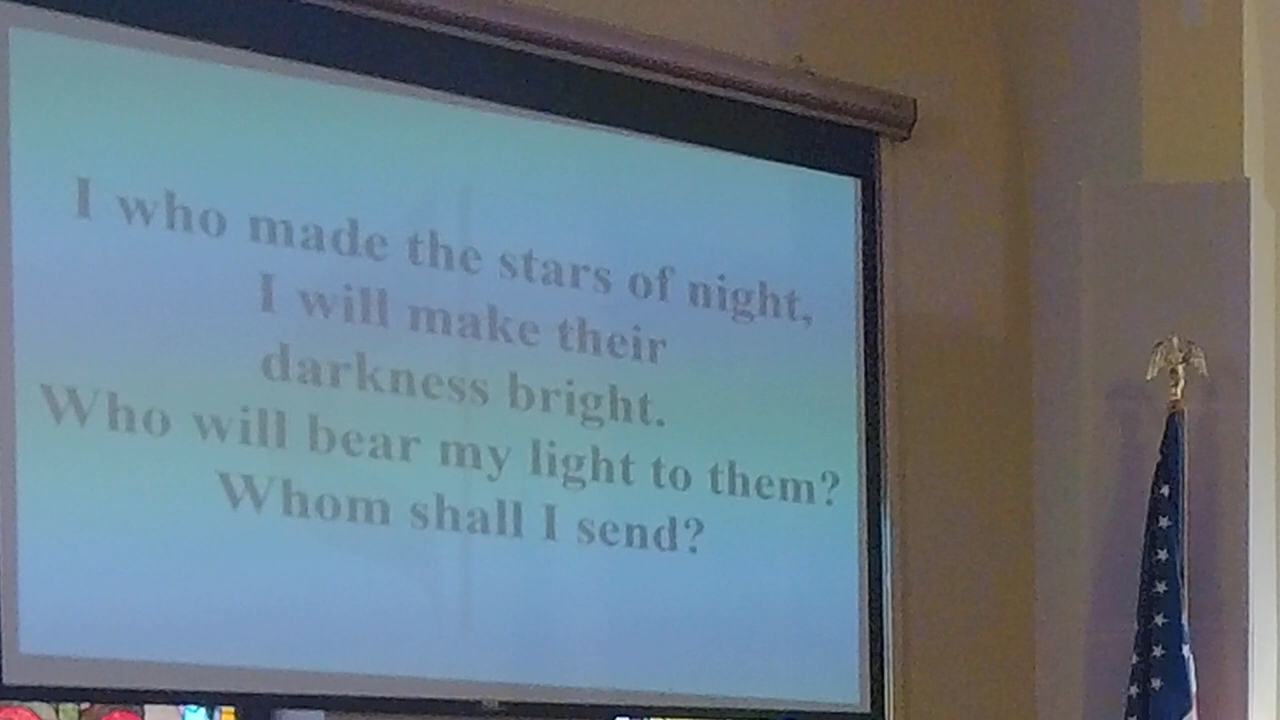 I who made the stars of night,
I will make their
darkness bright.
Who will bear my light to them?
Whom shall I send?